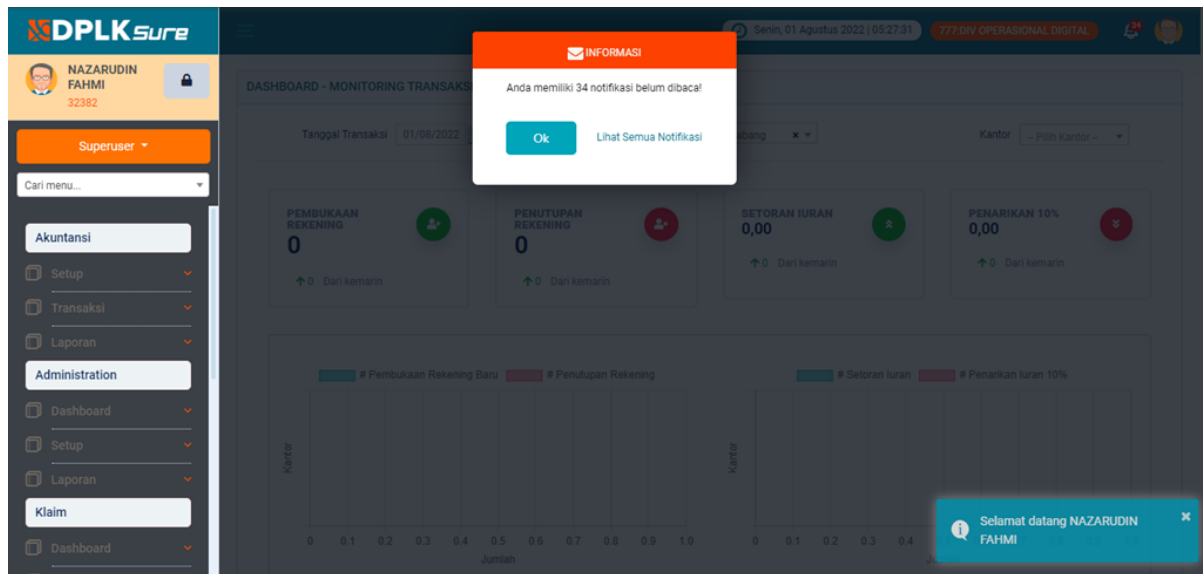 DPLKSure
NAZARUDIN
FAHMI
32382
Superuser
Cari menu...
Akuntansi
Setup
Transaksi
Laporan
Administration
Dashboard
Setup
Laporan
Klaim
Dashboard
Senin, 01 Agustus 2022 | 05:27:31
777:DIV OPERASIONAL DIGITAL
34
INFORMASI
Anda memiliki 34 notifikasi belum dibaca!
Ok
Lihat Semua Notifikasi
DASHBOARD - MONITORING TRANSAKS
Tanggal Transaksi
01/08/2022
abang
×
Kantor
-- Pilih Kantor --
PEMBUKAAN
REKENING
0
0 Dari kemarin
PENUTUPAN
REKENING
0
0 Dari kemarin
SETORAN IURAN
0,00
0 Dari kemarin
PENARIKAN 10%
0,00
0 Dari kemarin
# Pembukaan Rekening Baru
# Penutupan Rekening
Kantor
0 0.1 0.2 0.3 0.4 0.5 0.6 0.7 0.8 0.9 1.0
Jumlah
# Setoran Iuran
# Penarikan Iuran 10%
Kantor
0 0.1 0.2 0.3 0.4
Selamat datang NAZARUDIN
FAHMI
×